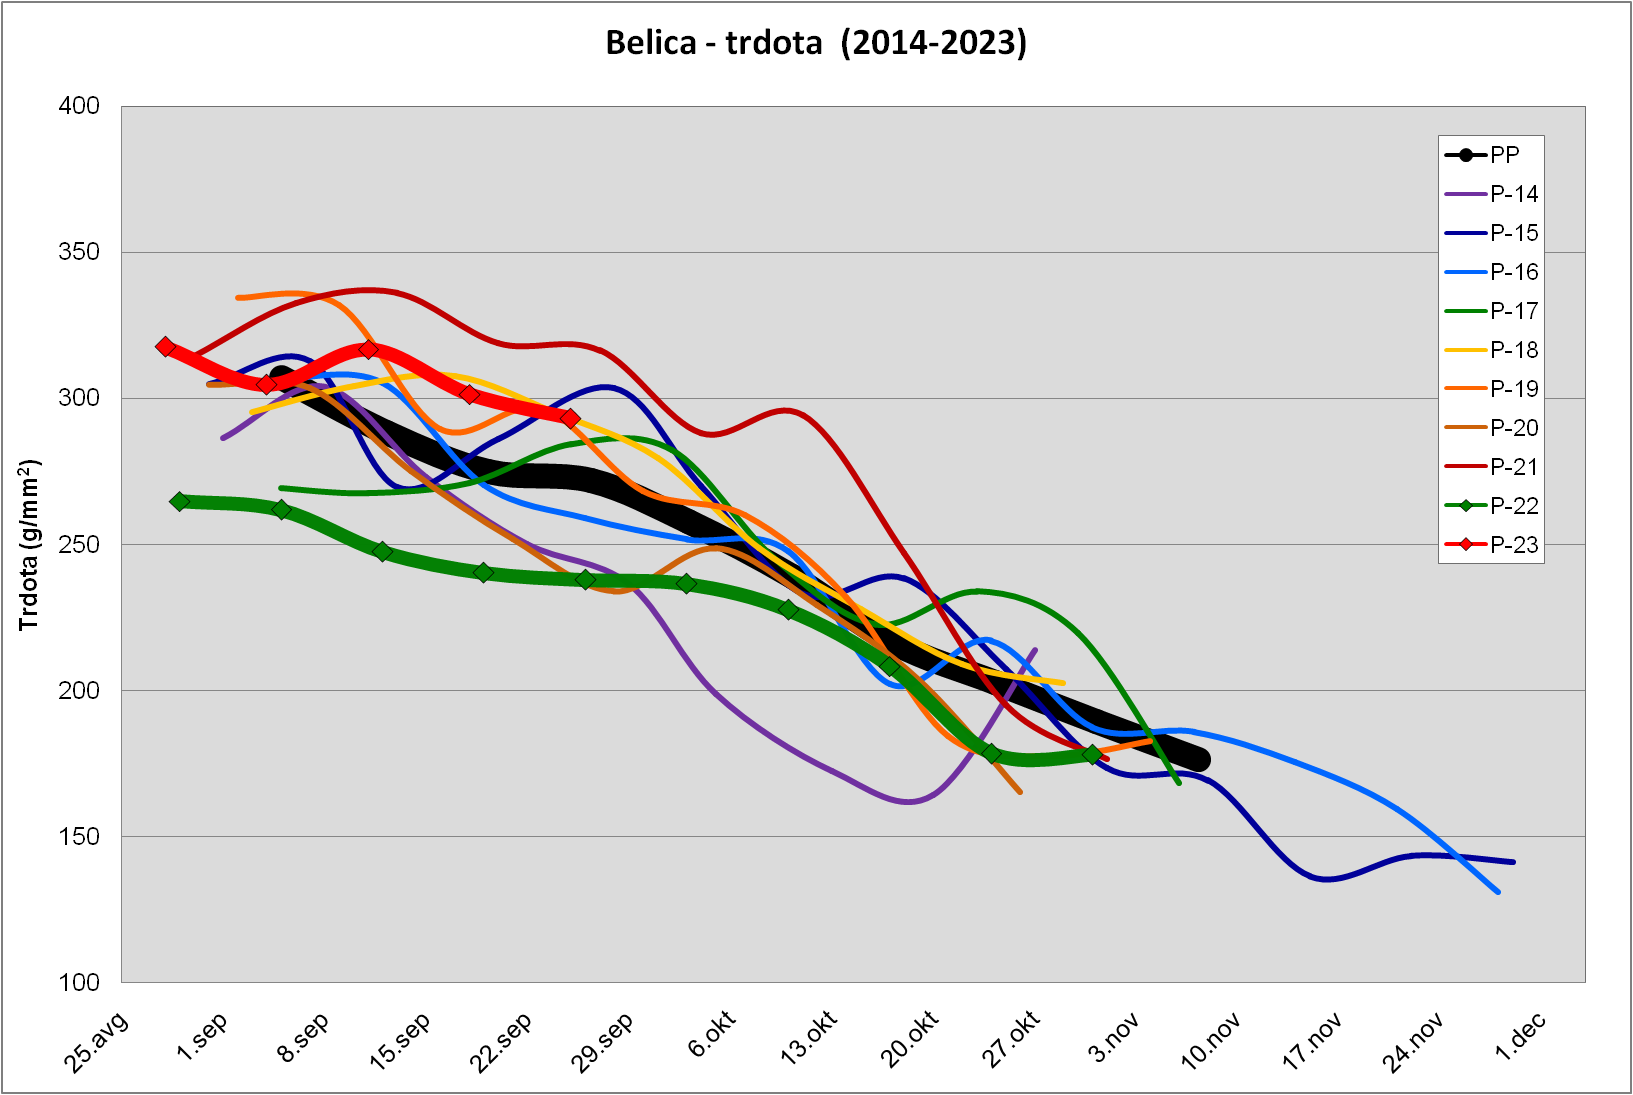 Belica - trdota (2014-2023)
400
350
300
250
200
150
100
Trdota (g/mm²)
25.avg
1.sep
8.sep
15.sep
22.sep
29.sep
6.okt
13.okt
20.okt
27.okt
3.nov
10.nov
17.nov
24.nov
1.dec
PP
P-14
P-15
P-16
P-17
P-18
P-19
P-20
P-21
P-22
P-23